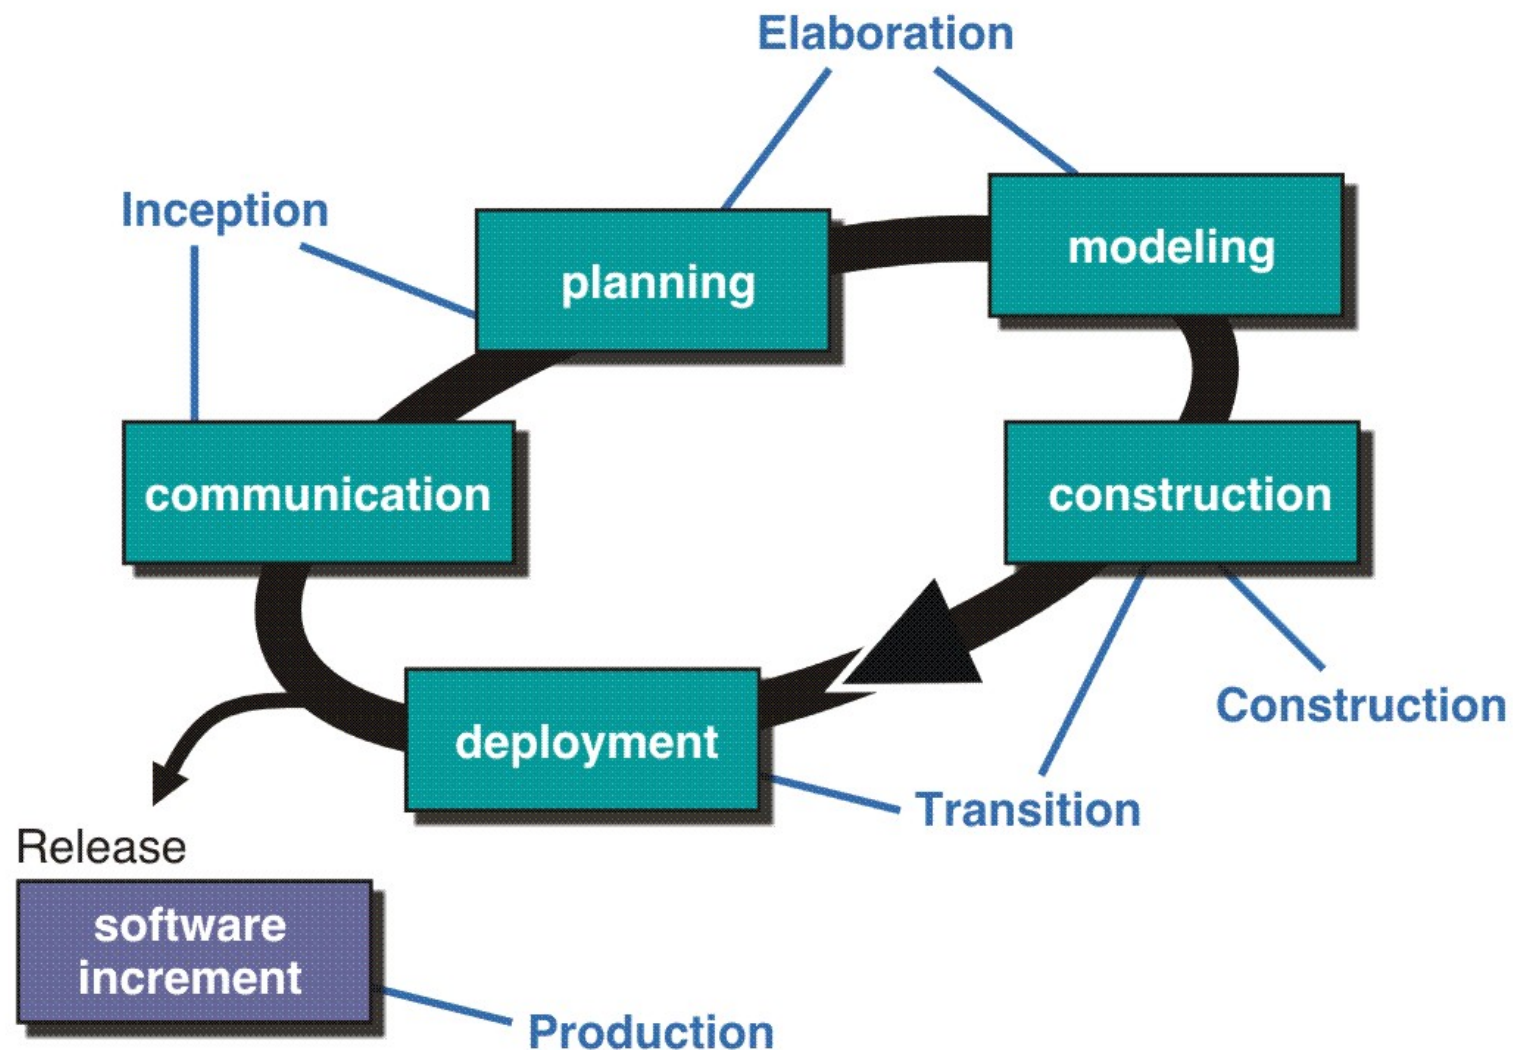 Elaboration
Inception
planning
modeling
communication
construction
deployment
Construction
Transition
Release
software
increment
Production